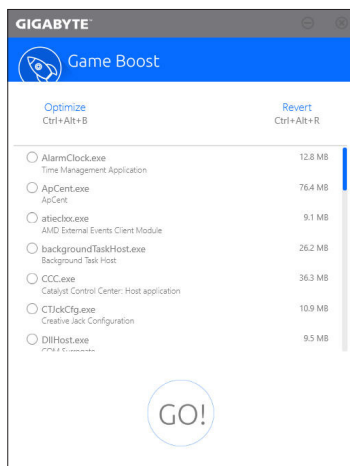 GIGABYTE™
Game Boost
Optimize Revert
Ctrl+Alt+B Ctrl+Alt+R
AlarmClock.exe 12.8 MB
Time Management Application
ApCent.exe 76.4 MB
ApCent
atieclxx.exe 9.1 MB
AMD External Events Client Module
backgroundTaskHost.exe 26.2 MB
Background Task Host
CCC.exe 36.3 MB
Catalyst Control Center: Host application
CTJckCfg.exe 10.9 MB
Creative Jack Configuration
DllHost.exe 9.5 MB
COM Surrogate
GO!